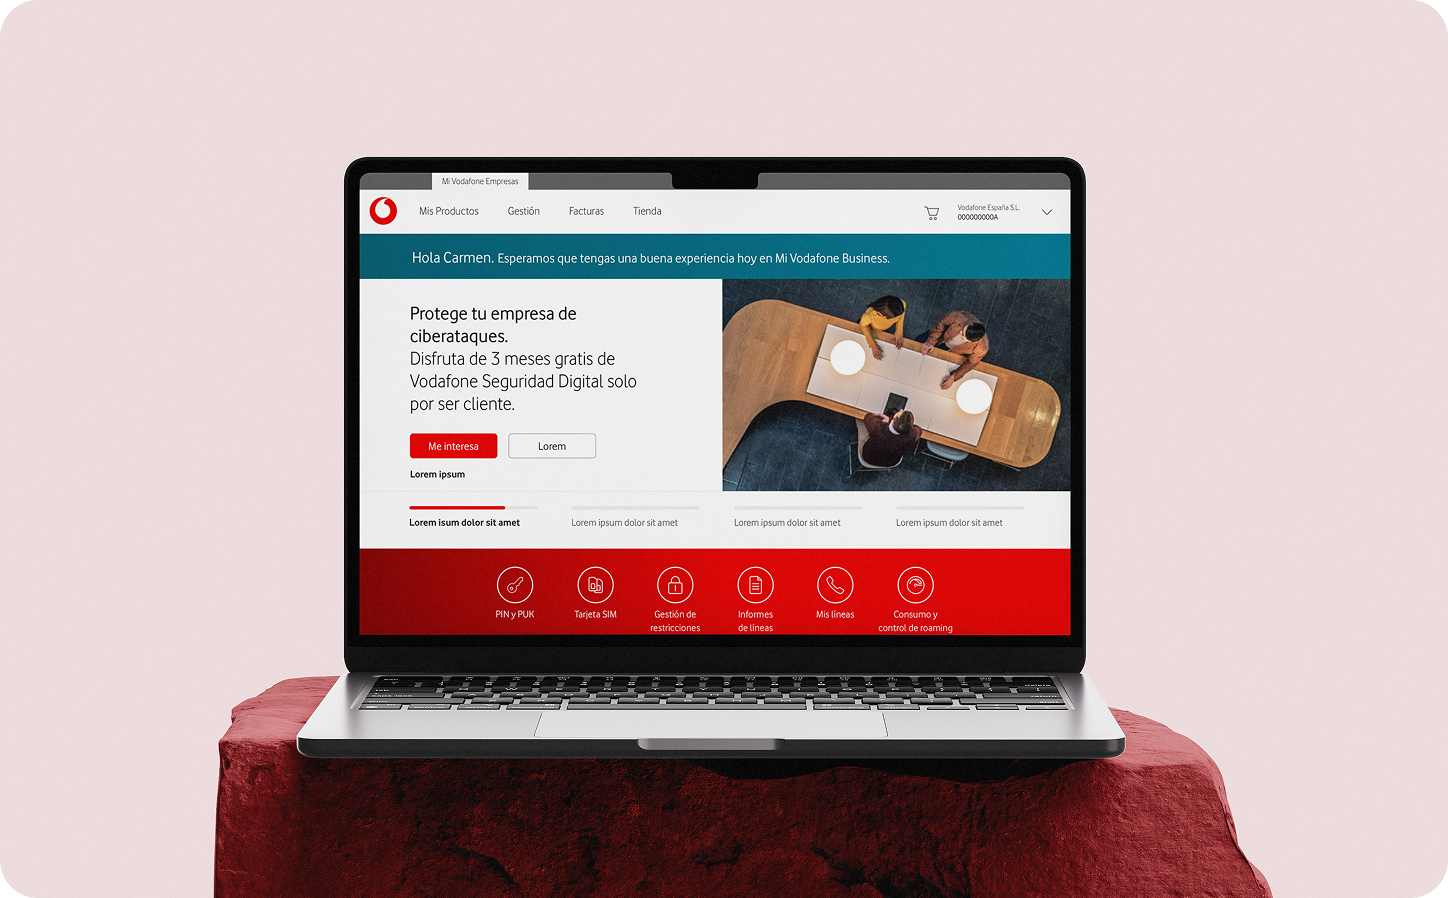 Mi Vodafone Empresas
Mis Productos Gestión Facturas Tienda
Vodafone España S.L.
000000000A
Hola Carmen. Esperamos que tengas una buena experiencia hoy en Mi Vodafone Business.
Protege tu empresa de
ciberataques.
Disfruta de 3 meses gratis de
Vodafone Seguridad Digital solo
por ser cliente.
Me interesa Lorem
Lorem ipsum
Lorem isum dolor sit amet
Lorem ipsum dolor sit amet
Lorem ipsum dolor sit amet
Lorem ipsum dolor sit amet
PIN y PUK
Tarjeta SIM
Gestión de
restricciones
Informes
de líneas
Mis líneas
Consumo y
control de roaming